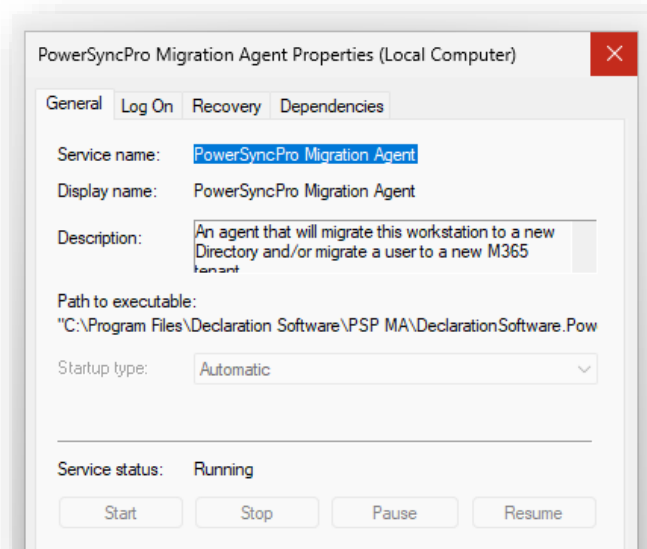 PowerSyncPro Migration Agent Properties (Local Computer)
General Log On Recovery Dependencies
Service name: PowerSyncPro Migration Agent
Display name: PowerSyncPro Migration Agent
Description: An agent that will migrate this workstation to a new
Directory and/or migrate a user to a new M365
tenant
Path to executable:
"C:\Program Files\Declaration Software\PSP MA\DeclarationSoftware.Pow
Startup type: Automatic
Service status: Running
Start Stop Pause Resume